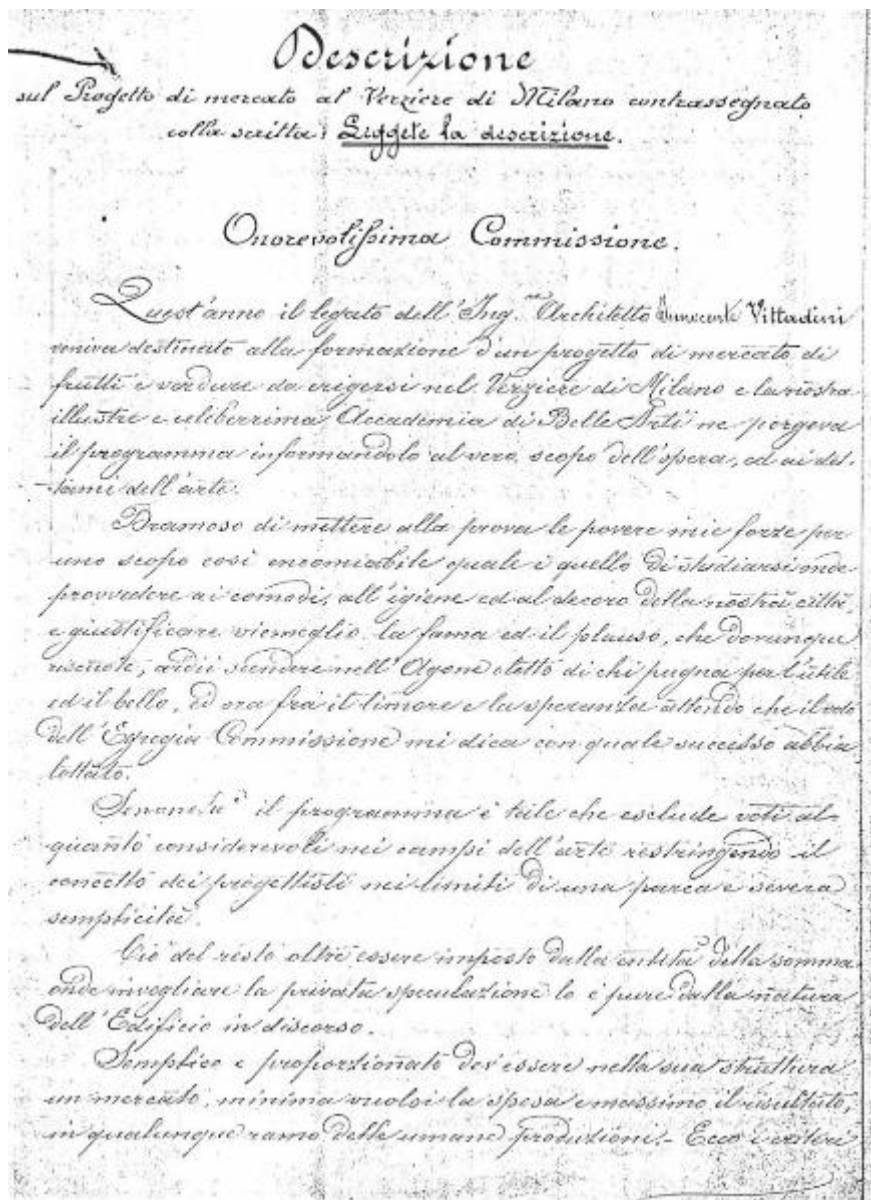 Descrizione
sul Progetto di mercato al Verziere di Milano contrassegnato
colla scritta: Leggete la descrizione.
Onorevolissima Commissione.
Quest'anno il legato dell'Ing.re Architetto Innocente Vittadini
veniva destinato alla formazione d'un progetto di mercato di
frutti e verdure da erigersi nel Verziere di Milano e la nostra
illustre e celiberrima Accademia di Belle Arti ne porgeva
il programma informandolo al vero scopo dell'opera, ed ai det-
tami dell'arte.
Bramoso di mettere alla prova le povere mie forze per
uno scopo così encomiabile quale è quello di studiarsi onde
provvedere ai comodi, all'igiene ed al decoro della nostra città,
e giustificare viemeglio la fama ed il plauso, che dovunque
riscuote, ardii scendere nell'Agone eletto di chi pugna per l'utile
ed il bello, ed ora fra il timore e la speranza attendo che il voto
dell'Egregia Commissione mi dica con quale successo abbia
lottato.
il programma è tale che esclude voli al-
quanto considerevoli nei campi dell'arte restringendo il
concetto dei progettisti nei limiti di una parca e severa
semplicità.
Ciò del resto oltre essere imposto dalla entità della somma
onde invogliare la privata speculazione lo è pure dalla natura
dell'Edificio in discorso.
Semplice e proporzionato dev'essere nella sua struttura
un mercato, minima vuolsi la spesa e massimo il risultato,
in qualunque ramo delle umane produzioni. - Ecco i criteri